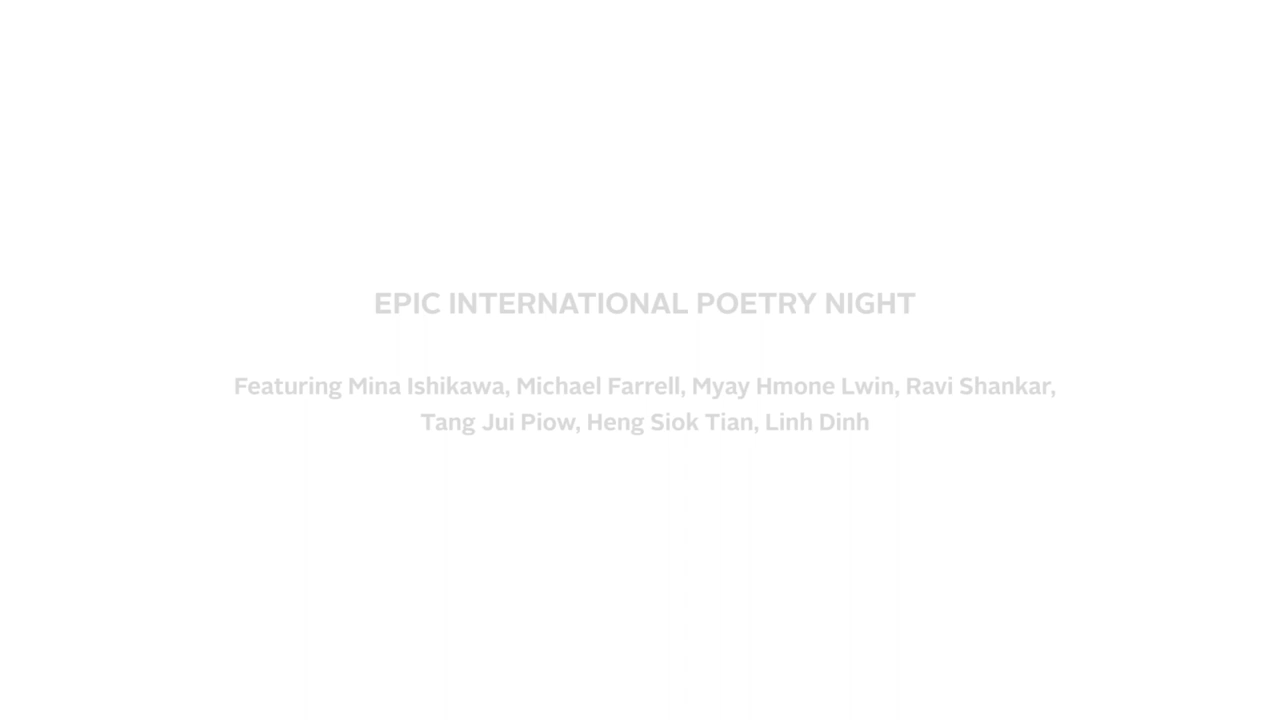 EPIC INTERNATIONAL POETRY NIGHT
Featuring Mina Ishikawa, Michael Farrell, Myay Hmone Lwin, Ravi Shankar,
Tang Jui Piow, Heng Siok Tian, Linh Dinh